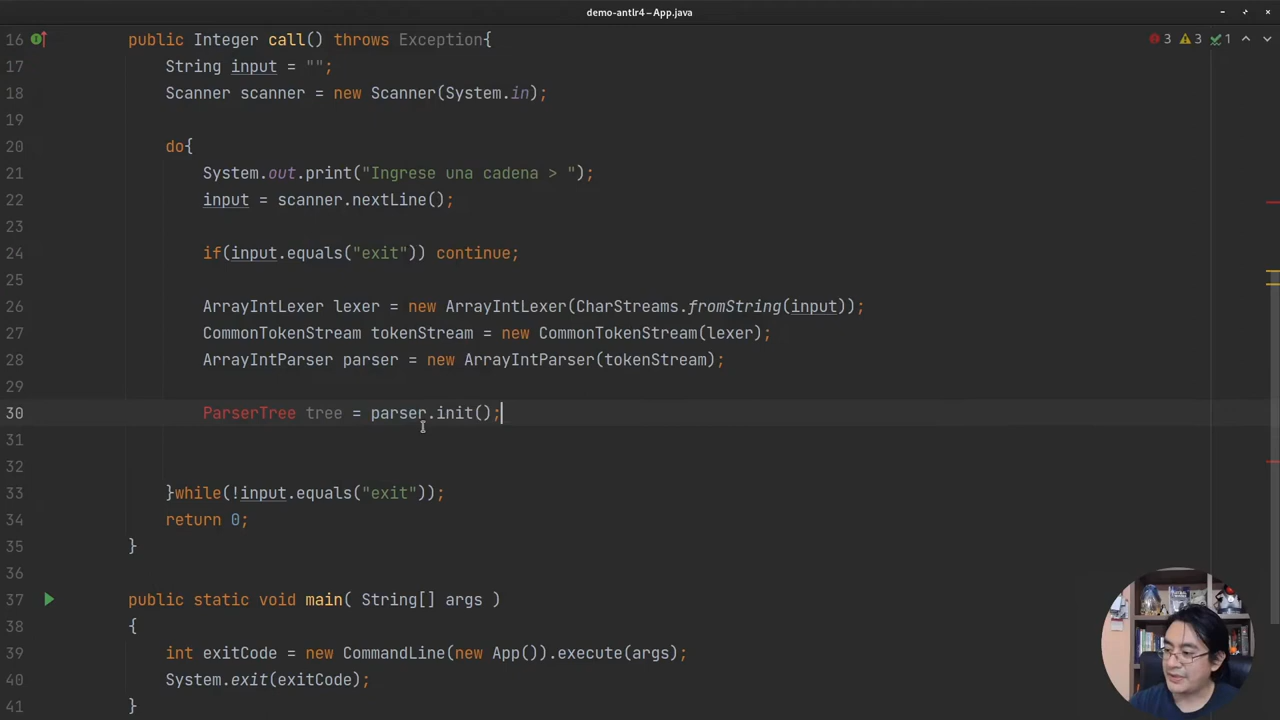 demo-antlr4 – App.java
16 public Integer call() throws Exception{
3 3 1
17 String input = "";
18 Scanner scanner = new Scanner(System.in);
19
20 do{
21 System.out.print("Ingrese una cadena > ");
22 input = scanner.nextLine();
23
24 if(input.equals("exit")) continue;
25
26 ArrayIntLexer lexer = new ArrayIntLexer(CharStreams.fromString(input));
27 CommonTokenStream tokenStream = new CommonTokenStream(lexer);
28 ArrayIntParser parser = new ArrayIntParser(tokenStream);
29
30 ParserTree tree = parser.init();
31
32
33 }while(!input.equals("exit"));
34 return 0;
35 }
36
37 public static void main( String[] args )
38 {
39 int exitCode = new CommandLine(new App()).execute(args);
40 System.exit(exitCode);
41 }